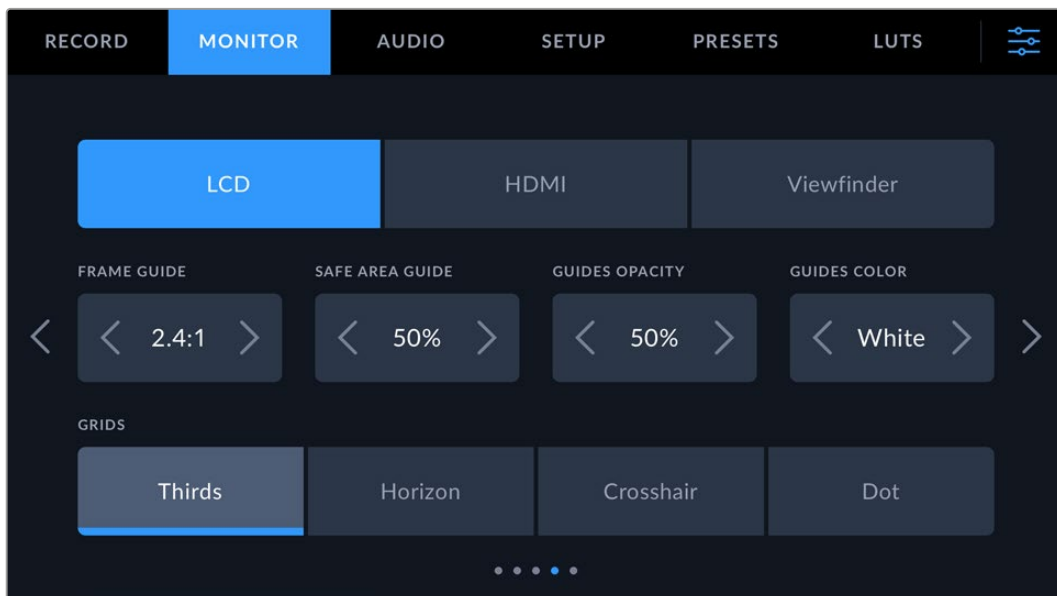 RECORD MONITOR AUDIO SETUP PRESETS LUTS
LCD HDMI Viewfinder
FRAME GUIDE SAFE AREA GUIDE GUIDES OPACITY GUIDES COLOR
2.4:1 50% 50% White
GRIDS
Thirds Horizon Crosshair Dot